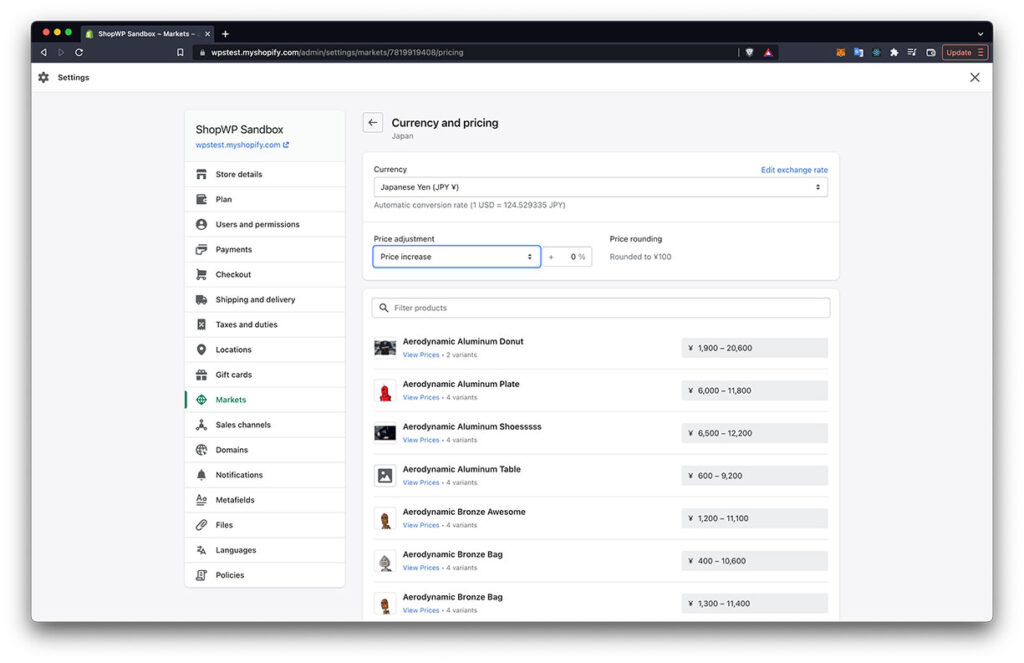 ShopWP Sandbox ~ Markets ~
wpstest.myshopify.com/admin/settings/markets/7819919408/pricing
Update
Settings
ShopWP Sandbox
wpstest.myshopify.com
Store details
Plan
Users and permissions
Payments
Checkout
Shipping and delivery
Taxes and duties
Locations
Gift cards
Markets
Sales channels
Domains
Notifications
Metafields
Files
Languages
Policies
Currency and pricing
Japan
Currency
Edit exchange rate
Japanese Yen (JPY ¥)
Automatic conversion rate (1 USD = 124.529335 JPY)
Price adjustment
Price rounding
Price increase
+ 0 %
Rounded to ¥100
Filter products
Aerodynamic Aluminum Donut
View Prices • 2 variants
¥ 1,900 – 20,600
Aerodynamic Aluminum Plate
View Prices • 4 variants
¥ 6,000 – 11,800
Aerodynamic Aluminum Shoesssss
View Prices • 4 variants
¥ 6,500 – 12,200
Aerodynamic Aluminum Table
View Prices • 4 variants
¥ 600 – 9,200
Aerodynamic Bronze Awesome
View Prices • 4 variants
¥ 1,200 – 11,100
Aerodynamic Bronze Bag
View Prices • 4 variants
¥ 400 – 10,600
Aerodynamic Bronze Bag
View Prices • 4 variants
¥ 1,300 – 11,400